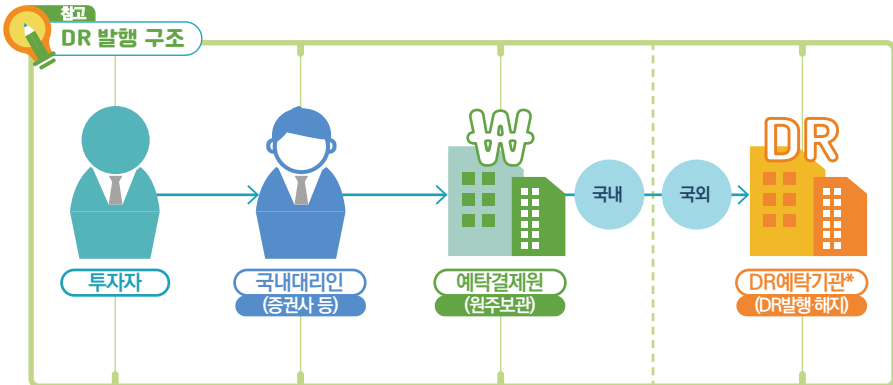 참고
DR 발행 구조
₩
DR
국내
국외
투자자
국내대리인
(증권사 등)
예탁결제원
(원주보관)
DR예탁기관*
(DR발행·해지)